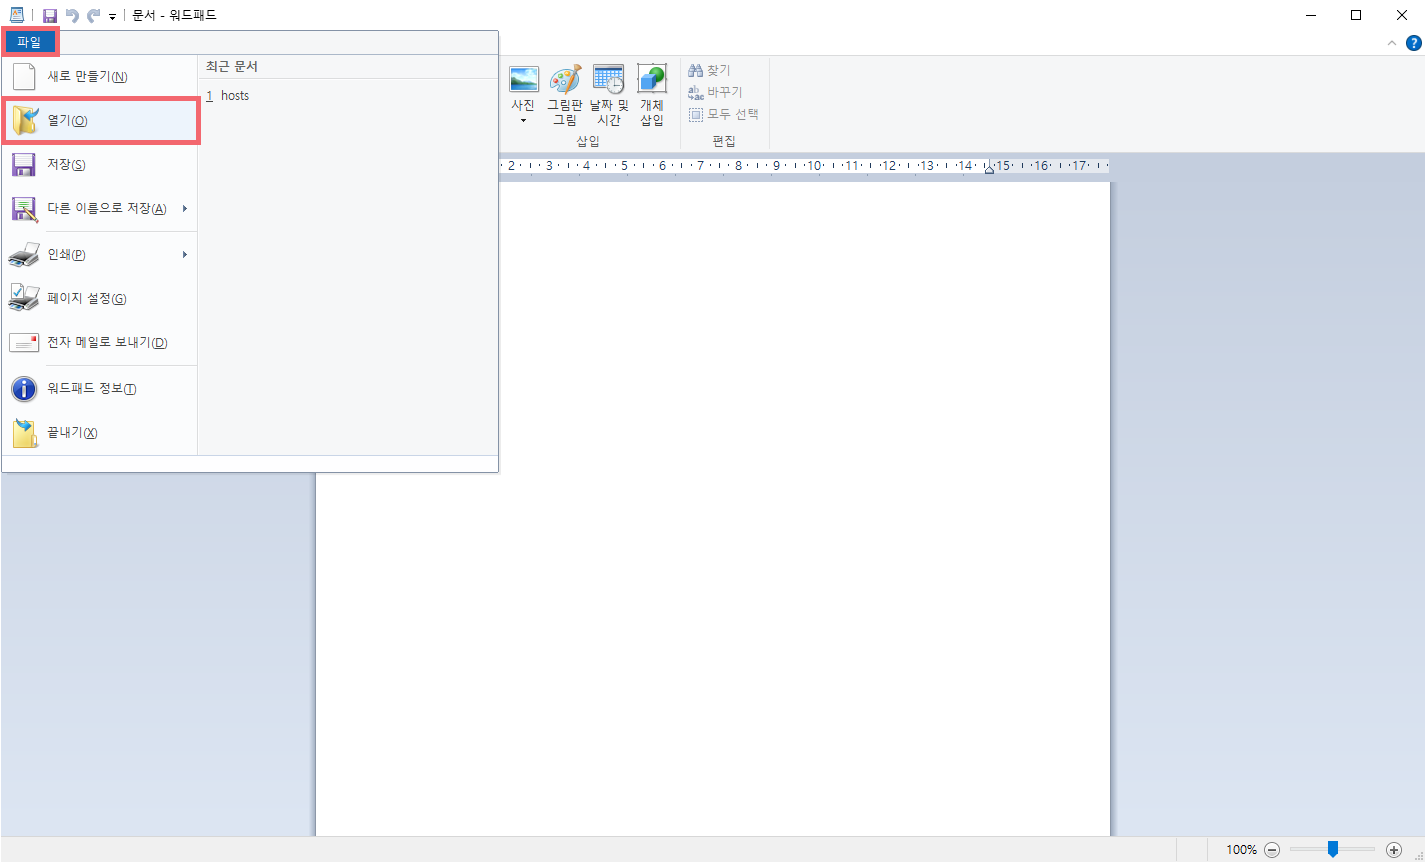 문서 - 워드패드
파일
새로 만들기(N)
열기(O)
저장(S)
다른 이름으로 저장(A)
인쇄(P)
페이지 설정(G)
전자 메일로 보내기(D)
워드패드 정보(T)
끝내기(X)
최근 문서
1 hosts
사진
그림판
그림
날짜 및
시간
개체
삽입
삽입
찾기
바꾸기
모두 선택
편집
2 3 4 5 6 7 8 9 10 11 12 13 14 15 16 17
100%